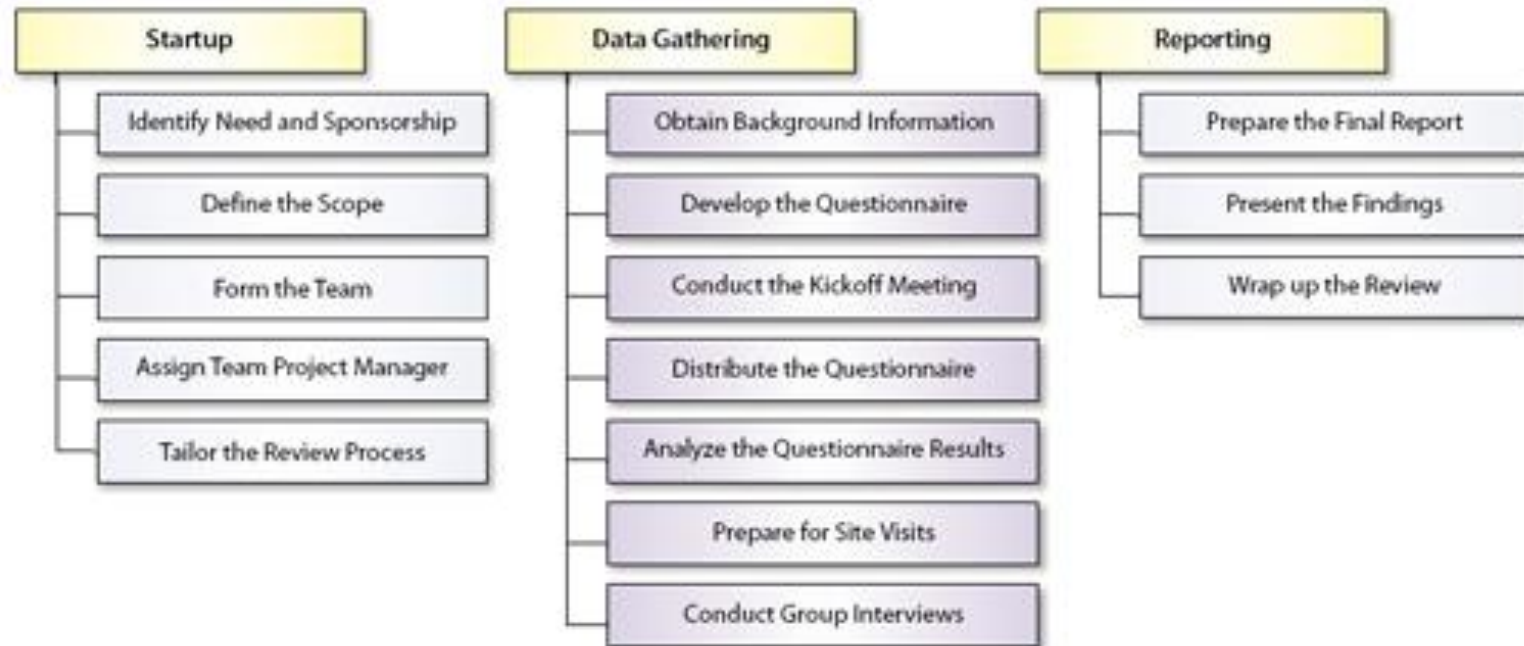 Startup
Identify Need and Sponsorship
Define the Scope
Form the Team
Assign Team Project Manager
Tailor the Review Process
Data Gathering
Obtain Background Information
Develop the Questionnaire
Conduct the Kickoff Meeting
Distribute the Questionnaire
Analyze the Questionnaire Results
Prepare for Site Visits
Conduct Group Interviews
Reporting
Prepare the Final Report
Present the Findings
Wrap up the Review